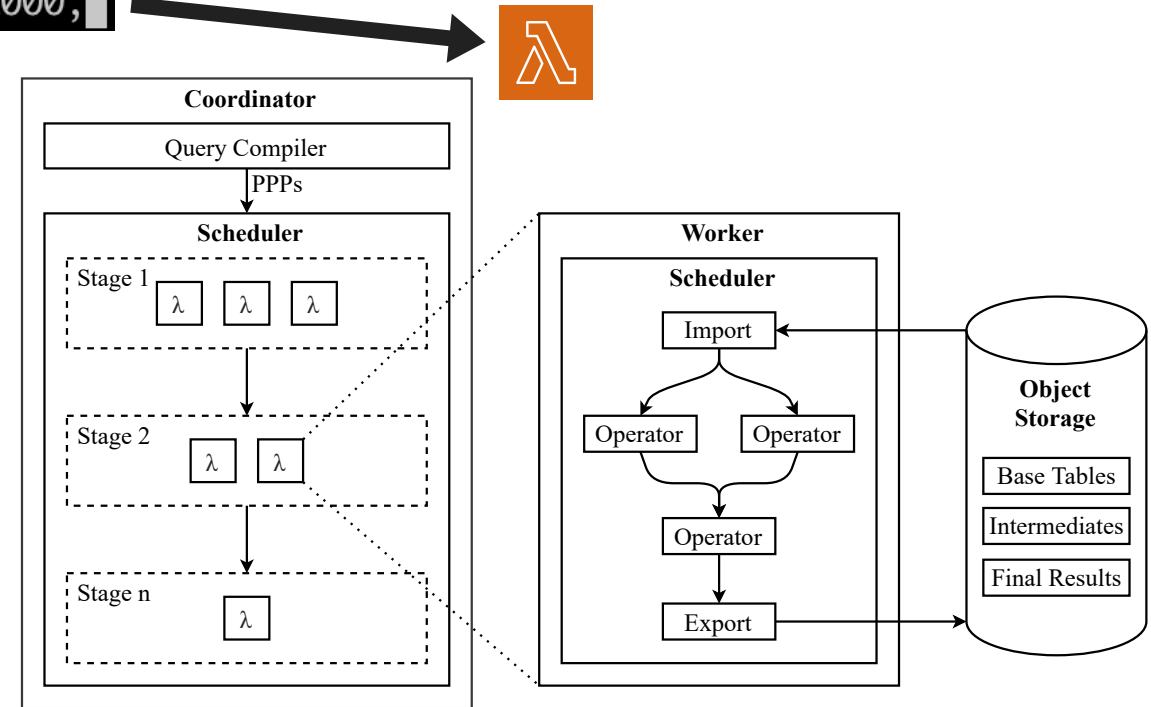 000;
Coordinator
Query Compiler
PPPs
Scheduler
Stage 1
λ λ λ
Stage 2
λ λ
Stage n
λ
Worker
Scheduler
Import
Operator Operator
Operator
Export
Object
Storage
Base Tables
Intermediates
Final Results